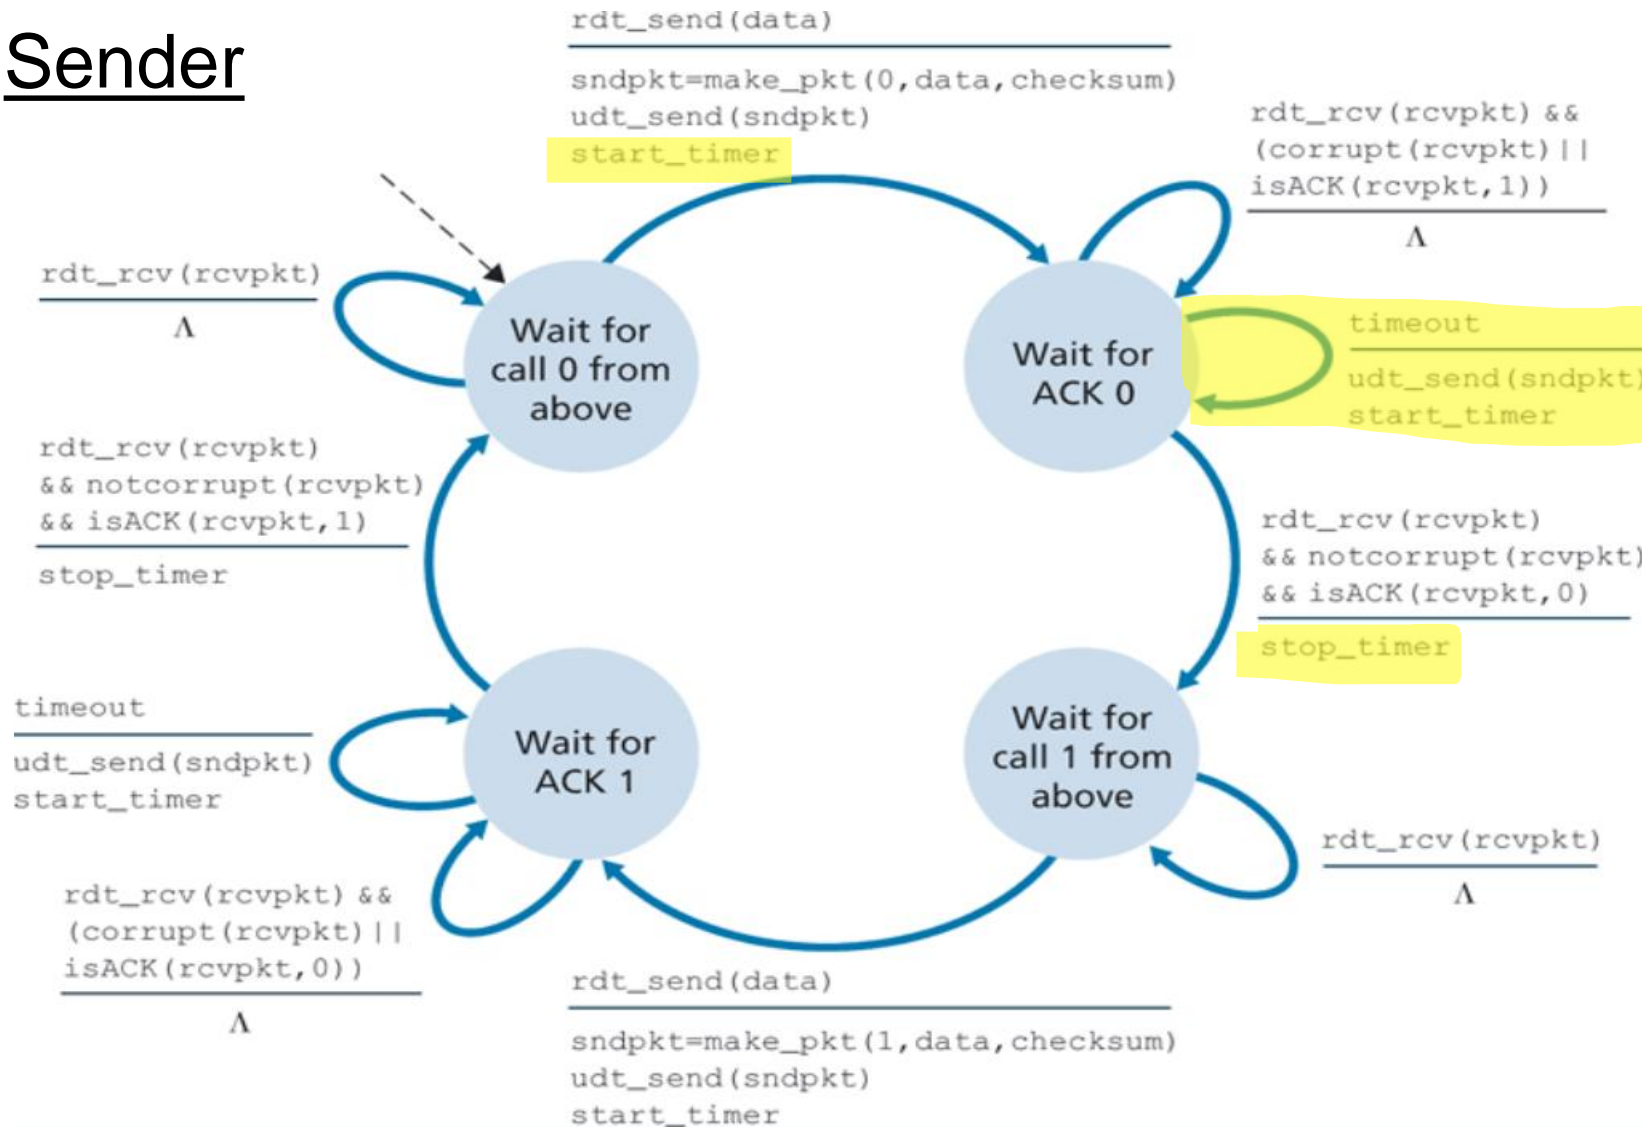 Sender
rdt_send(data)
sndpkt=make_pkt(0,data,checksum)
udt_send(sndpkt)
start_timer
rdt_rcv(rcvpkt) &&
(corrupt(rcvpkt)||
isACK(rcvpkt,1))
Λ
rdt_rcv(rcvpkt)
Λ
Wait for
call 0 from
above
Wait for
ACK 0
timeout
udt_send(sndpkt)
start_timer
rdt_rcv(rcvpkt)
&& notcorrupt(rcvpkt)
&& isACK(rcvpkt,1)
stop_timer
rdt_rcv(rcvpkt)
&& notcorrupt(rcvpkt)
&& isACK(rcvpkt,0)
stop_timer
timeout
udt_send(sndpkt)
start_timer
Wait for
ACK 1
Wait for
call 1 from
above
rdt_rcv(rcvpkt)
Λ
rdt_rcv(rcvpkt) &&
(corrupt(rcvpkt)||
isACK(rcvpkt,0))
Λ
rdt_send(data)
sndpkt=make_pkt(1,data,checksum)
udt_send(sndpkt)
start_timer